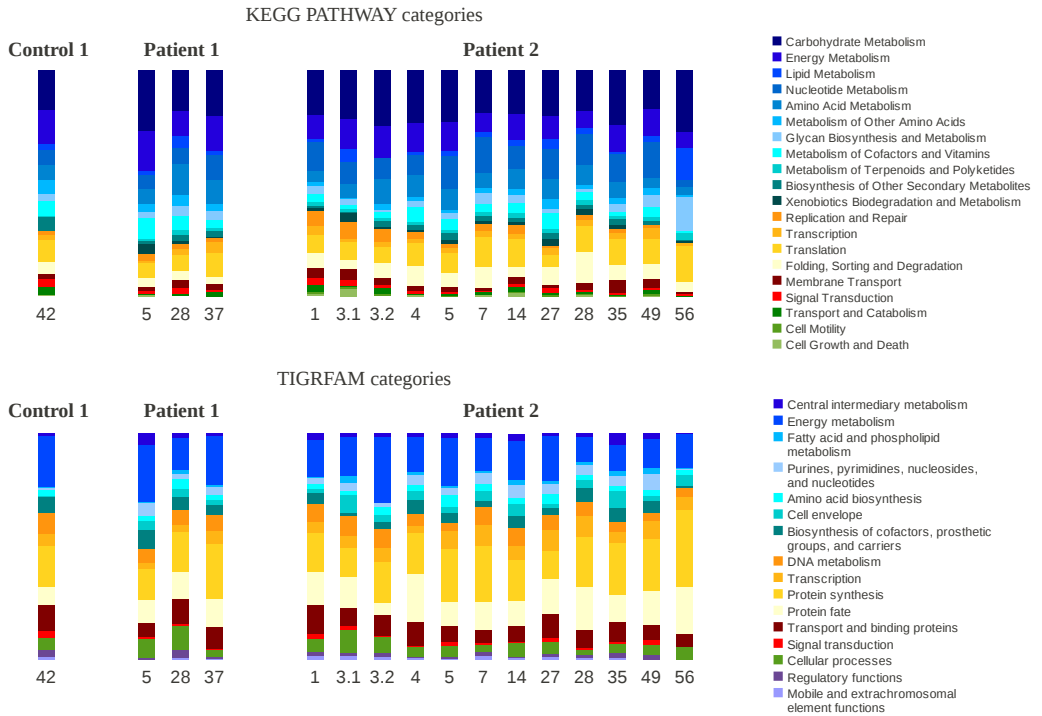 KEGG PATHWAY categories
Control 1 Patient 1 Patient 2
42 5 28 37 1 3.1 3.2 4 5 7 14 27 28 35 49 56
Carbohydrate Metabolism
Energy Metabolism
Lipid Metabolism
Nucleotide Metabolism
Amino Acid Metabolism
Metabolism of Other Amino Acids
Glycan Biosynthesis and Metabolism
Metabolism of Cofactors and Vitamins
Metabolism of Terpenoids and Polyketides
Biosynthesis of Other Secondary Metabolites
Xenobiotics Biodegradation and Metabolism
Replication and Repair
Transcription
Translation
Folding, Sorting and Degradation
Membrane Transport
Signal Transduction
Transport and Catabolism
Cell Motility
Cell Growth and Death
TIGRFAM categories
Control 1 Patient 1 Patient 2
42 5 28 37 1 3.1 3.2 4 5 7 14 27 28 35 49 56
Central intermediary metabolism
Energy metabolism
Fatty acid and phospholipid
metabolism
Purines, pyrimidines, nucleosides,
and nucleotides
Amino acid biosynthesis
Cell envelope
Biosynthesis of cofactors, prosthetic
groups, and carriers
DNA metabolism
Transcription
Protein synthesis
Protein fate
Transport and binding proteins
Signal transduction
Cellular processes
Regulatory functions
Mobile and extrachromosomal
element functions